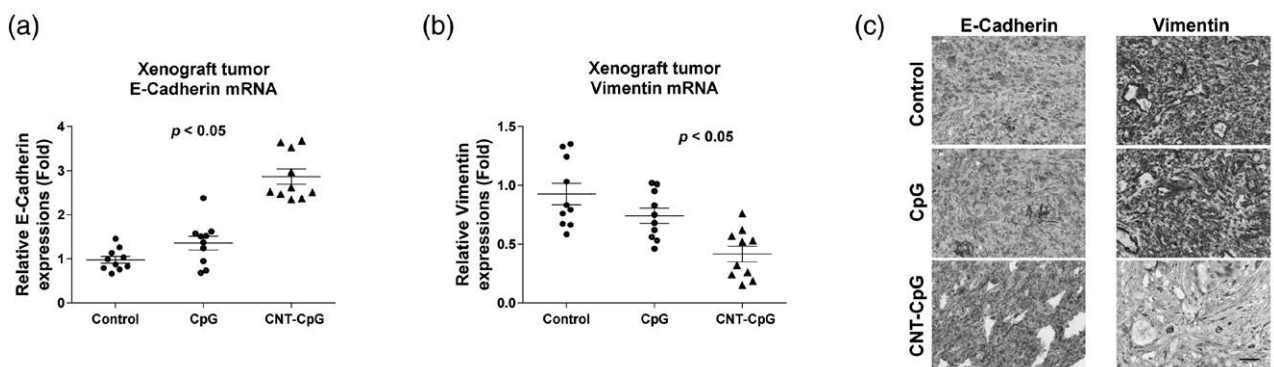 (a)
Xenograft tumor
E-Cadherin mRNA
p < 0.05
Relative E-Cadherin
expressions (Fold)
4
3
2
1
0
Control CpG CNT-CpG
(b)
Xenograft tumor
Vimentin mRNA
p < 0.05
Relative Vimentin
expressions (Fold)
1.5
1.0
0.5
0.0
Control CpG CNT-CpG
(c)
E-Cadherin Vimentin
Control
CpG
CNT-CpG